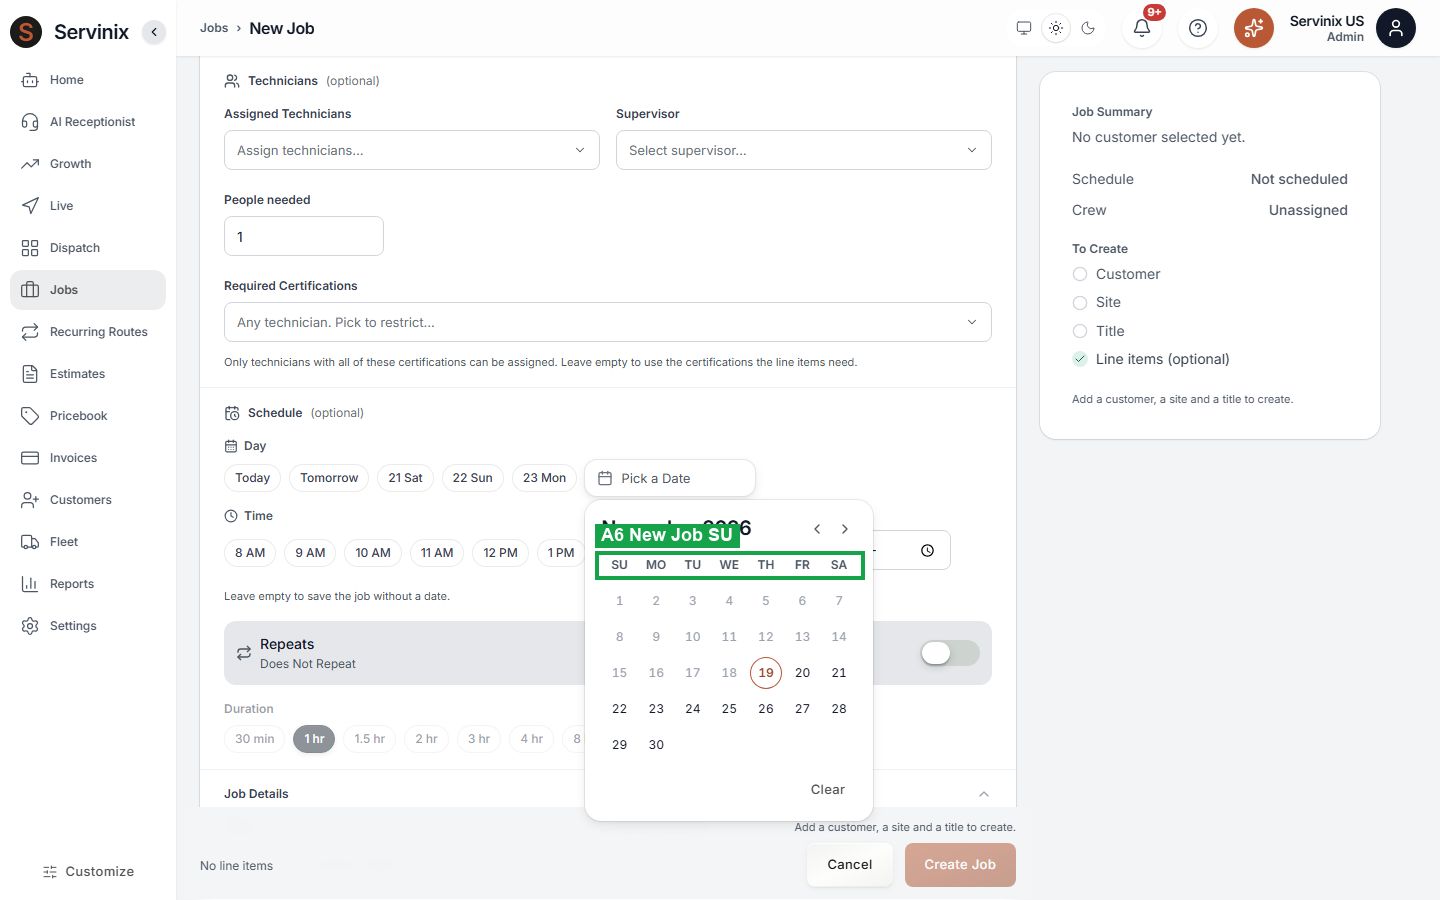 Servinix
Home
AI Receptionist
Growth
Live
Dispatch
Jobs
Recurring Routes
Estimates
Pricebook
Invoices
Customers
Fleet
Reports
Settings
Customize
Jobs › New Job
9+
Servinix US
Admin
Technicians (optional)
Assigned Technicians
Supervisor
Assign technicians...
Select supervisor...
People needed
1
Required Certifications
Any technician. Pick to restrict...
Only technicians with all of these certifications can be assigned. Leave empty to use the certifications the line items need.
Schedule (optional)
Day
Today Tomorrow 21 Sat 22 Sun 23 Mon Pick a Date
Time
8 AM 9 AM 10 AM 11 AM 12 PM 1 PM
Leave empty to save the job without a date.
Repeats
Does Not Repeat
Duration
30 min 1 hr 1.5 hr 2 hr 3 hr 4 hr 8
Job Details
A6 New Job SU
SU MO TU WE TH FR SA
1 2 3 4 5 6 7
8 9 10 11 12 13 14
15 16 17 18 19 20 21
22 23 24 25 26 27 28
29 30
Clear
Add a customer, a site and a title to create.
No line items
Cancel
Create Job
Job Summary
No customer selected yet.
Schedule Not scheduled
Crew Unassigned
To Create
Customer
Site
Title
Line items (optional)
Add a customer, a site and a title to create.